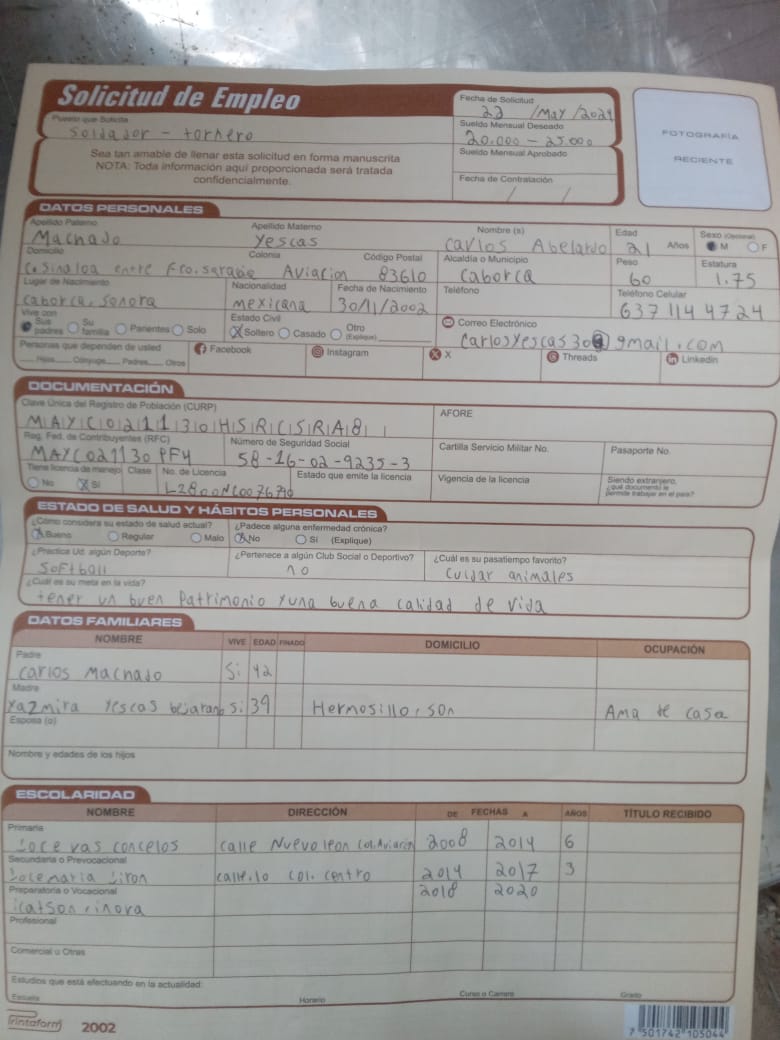 Solicitud de Empleo
Fecha de Solicitud
22 /May /2024
Puesto que Solicita
Soldador - tornero
Sueldo Mensual Deseado
20.000 - 25.000
Sea tan amable de llenar esta solicitud en forma manuscrita
NOTA: Toda información aquí proporcionada será tratada
confidencialmente.
Sueldo Mensual Aprobado
Fecha de Contratación
/ /
FOTOGRAFÍA
RECIENTE
DATOS PERSONALES
Apellido Paterno Apellido Materno Nombre (s) Edad Sexo (Opcional)
Machado Yescas Carlos Abelardo 21 Años M F
Domicilio Colonia Código Postal Alcaldía o Municipio Peso Estatura
C. Sinaloa entre Fco. Aviacion 83610 Caborca 60 1.75
Lugar de Nacimiento Nacionalidad Fecha de Nacimiento Teléfono Teléfono Celular
Caborca, Sonora mexicana 30/11/2002 637 114 4724
Vive con Estado Civil Correo Electrónico
Sus padres Su familia Parientes Solo Soltero Casado Otro (Explique) carlosyescas30@gmail.com
Personas que dependen de usted Facebook Instagram X Threads Linkedin
Hijos Cónyuge Padres Otros
DOCUMENTACIÓN
Clave Única del Registro de Población (CURP) AFORE
MAYC021130HSRCSRA8
Reg. Fed. de Contribuyentes (RFC) Número de Seguridad Social Cartilla Servicio Militar No. Pasaporte No.
MAYC021130PF4 58-16-02-9235-3
Tiene licencia de manejo Clase No. de Licencia Estado que emite la licencia Vigencia de la licencia Siendo extranjero, ¿qué documento le permite trabajar en el país?
No Si
ESTADO DE SALUD Y HÁBITOS PERSONALES
¿Cómo considera su estado de salud actual? ¿Padece alguna enfermedad crónica?
Bueno Regular Malo No Sí (Explique)
¿Practica Ud. algún Deporte? ¿Pertenece a algún Club Social o Deportivo? ¿Cuál es su pasatiempo favorito?
Softball no Cuidar animales
¿Cuál es su meta en la vida?
tener un buen Patrimonio y una buena calidad de vida
DATOS FAMILIARES
NOMBRE VIVE EDAD FINADO DOMICILIO OCUPACIÓN
Padre
Carlos Machado Si 42
Madre
Yazmira Yescas bejarano si 39 Hermosillo, son Ama de casa
Esposa (o)
Nombre y edades de los hijos
ESCOLARIDAD
NOMBRE DIRECCIÓN DE FECHAS A AÑOS TÍTULO RECIBIDO
Primaria
vas concelos calle Nuevo leon Col. Aviacin 2008 2014 6
Secundaria o Prevocacional
calle.10 col. centro 2014 2017 3
Preparatoria o Vocacional
icatson, inova 2018 2020
Profesional
Comercial u Otras
Estudios que está efectuando en la actualidad:
Escuela Horario Curso o Carrera Grado
Printaform 2002
7 501742 105044